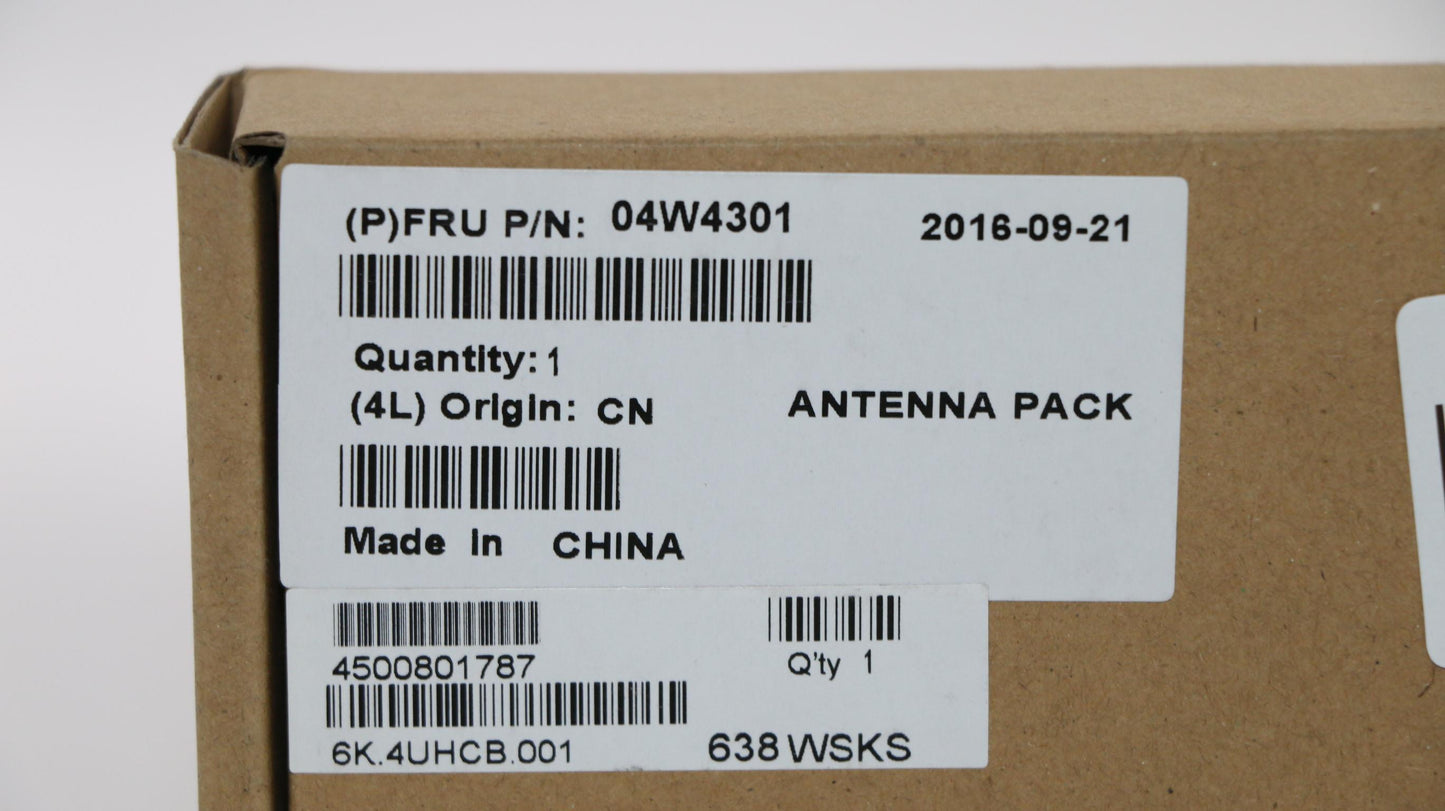 (P)FRU P/N: 04W4301 2016-09-21
Quantity: 1
(4L) Origin: CN ANTENNA PACK
Made in CHINA
4500801787 Q'ty 1
6K.4UHCB.001 638 WSKS